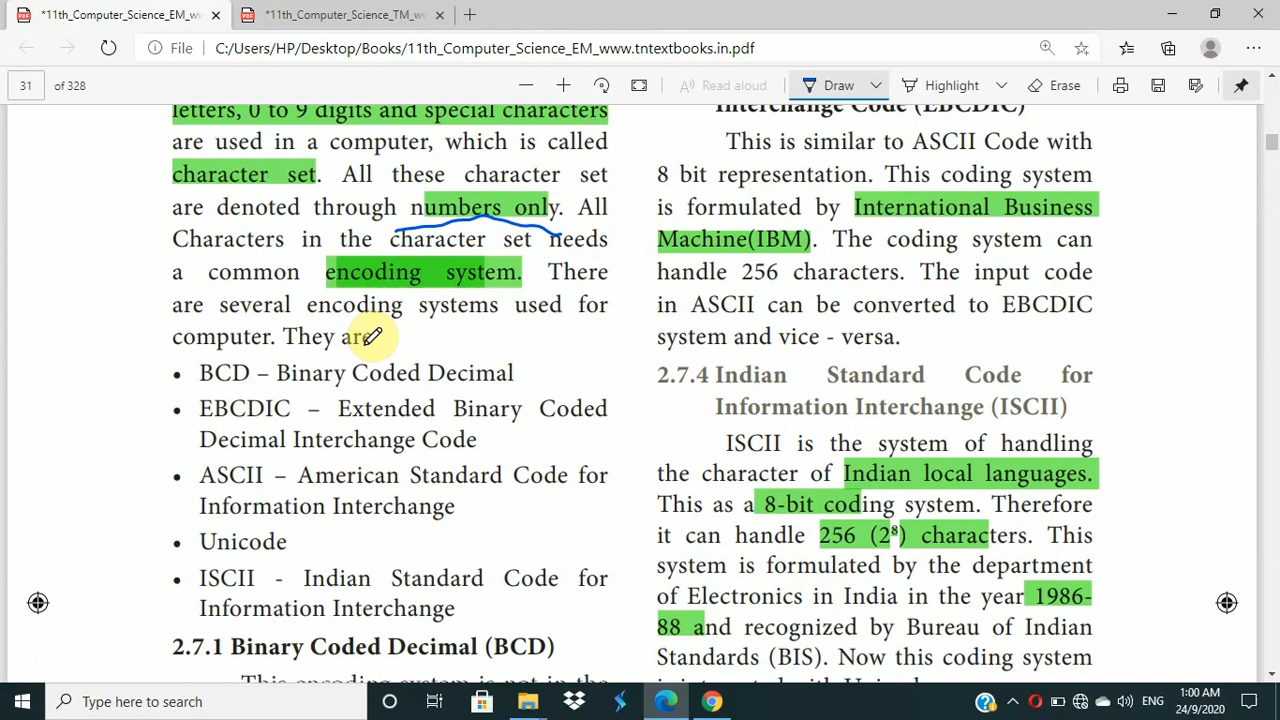 *11th_Computer_Science_EM_w
*11th_Computer_Science_TM_w
File C:/Users/HP/Desktop/Books/11th_Computer_Science_EM_www.tntextbooks.in.pdf
31 of 328 Read aloud Draw Highlight Erase
letters, 0 to 9 digits and special characters
are used in a computer, which is called
character set. All these character set
are denoted through numbers only. All
Characters in the character set needs
a common encoding system. There
are several encoding systems used for
computer. They are
• BCD – Binary Coded Decimal
• EBCDIC – Extended Binary Coded
Decimal Interchange Code
• ASCII – American Standard Code for
Information Interchange
• Unicode
• ISCII - Indian Standard Code for
Information Interchange
2.7.1 Binary Coded Decimal (BCD)
This encoding system is not in the
Interchange Code (EBCDIC)
This is similar to ASCII Code with
8 bit representation. This coding system
is formulated by International Business
Machine(IBM). The coding system can
handle 256 characters. The input code
in ASCII can be converted to EBCDIC
system and vice - versa.
2.7.4 Indian Standard Code for
Information Interchange (ISCII)
ISCII is the system of handling
the character of Indian local languages.
This as a 8-bit coding system. Therefore
it can handle 256 (2⁸) characters. This
system is formulated by the department
of Electronics in India in the year 1986-
88 and recognized by Bureau of Indian
Standards (BIS). Now this coding system
Type here to search
ENG
1:00 AM
24/9/2020